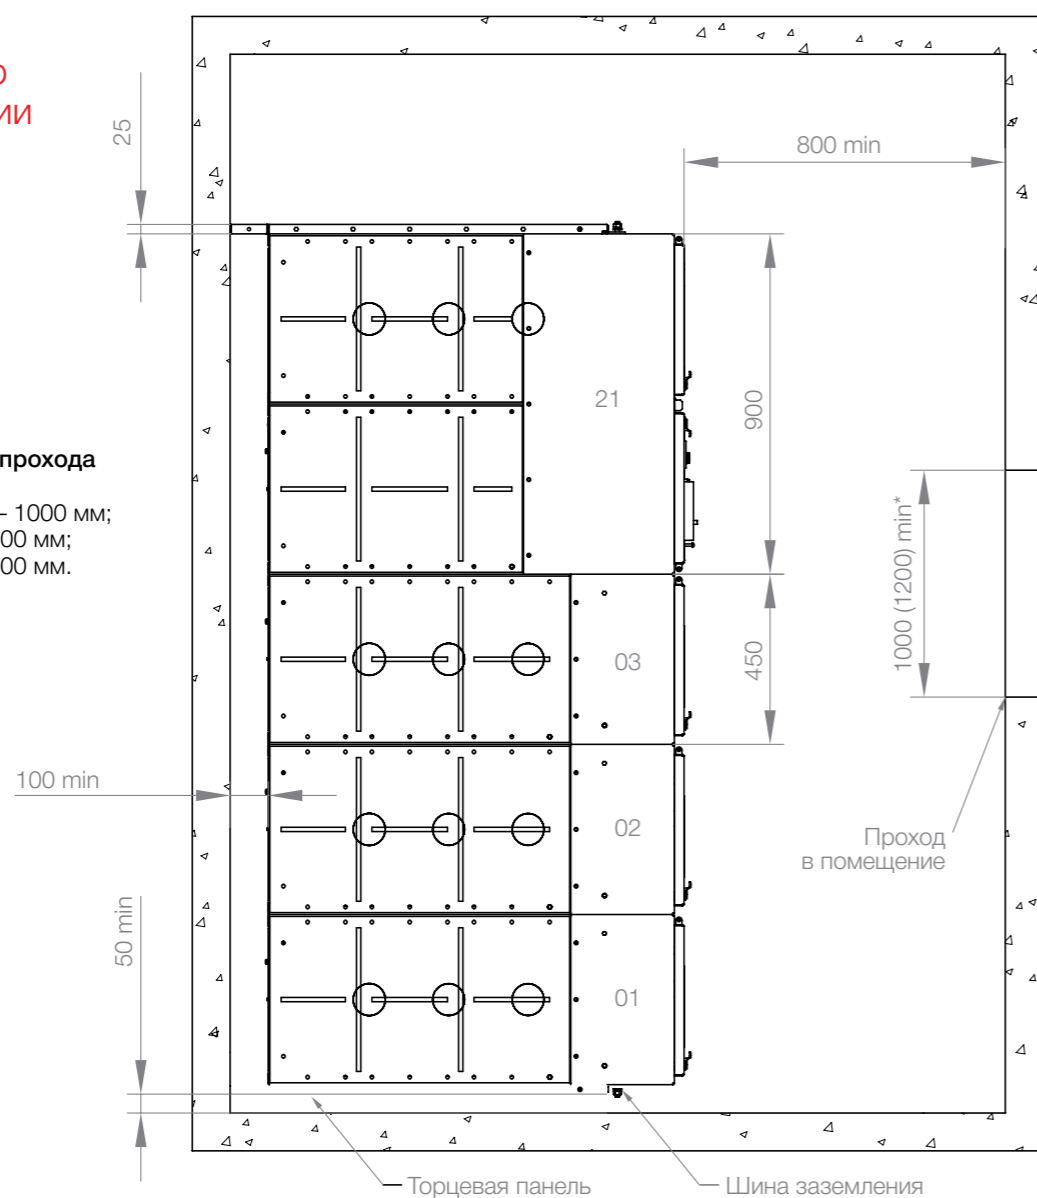 О
ИИ
25
800 min
21
900
прохода
– 1000 мм;
00 мм;
00 мм.
1000 (1200) min*
03
450
100 min
02
Проход
в помещение
50 min
01
Торцевая панель
Шина заземления